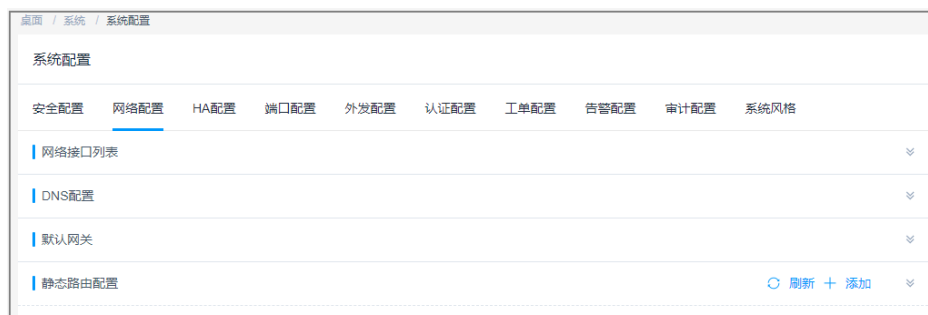 桌面 / 系统 / 系统配置
系统配置
安全配置 网络配置 HA配置 端口配置 外发配置 认证配置 工单配置 告警配置 审计配置 系统风格
网络接口列表
DNS配置
默认网关
静态路由配置 刷新 添加